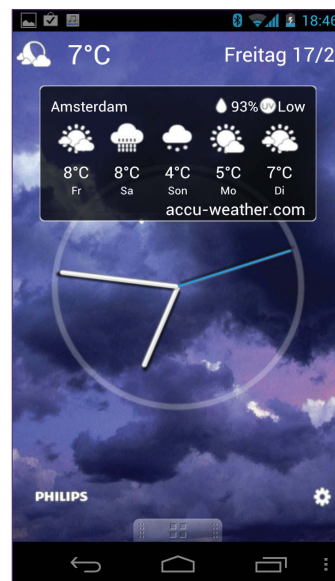 18:46
7°C Freitag 17/2
Amsterdam 93% UV Low
8°C 8°C 4°C 5°C 7°C
Fr Sa Son Mo Di
accu-weather.com
PHILIPS